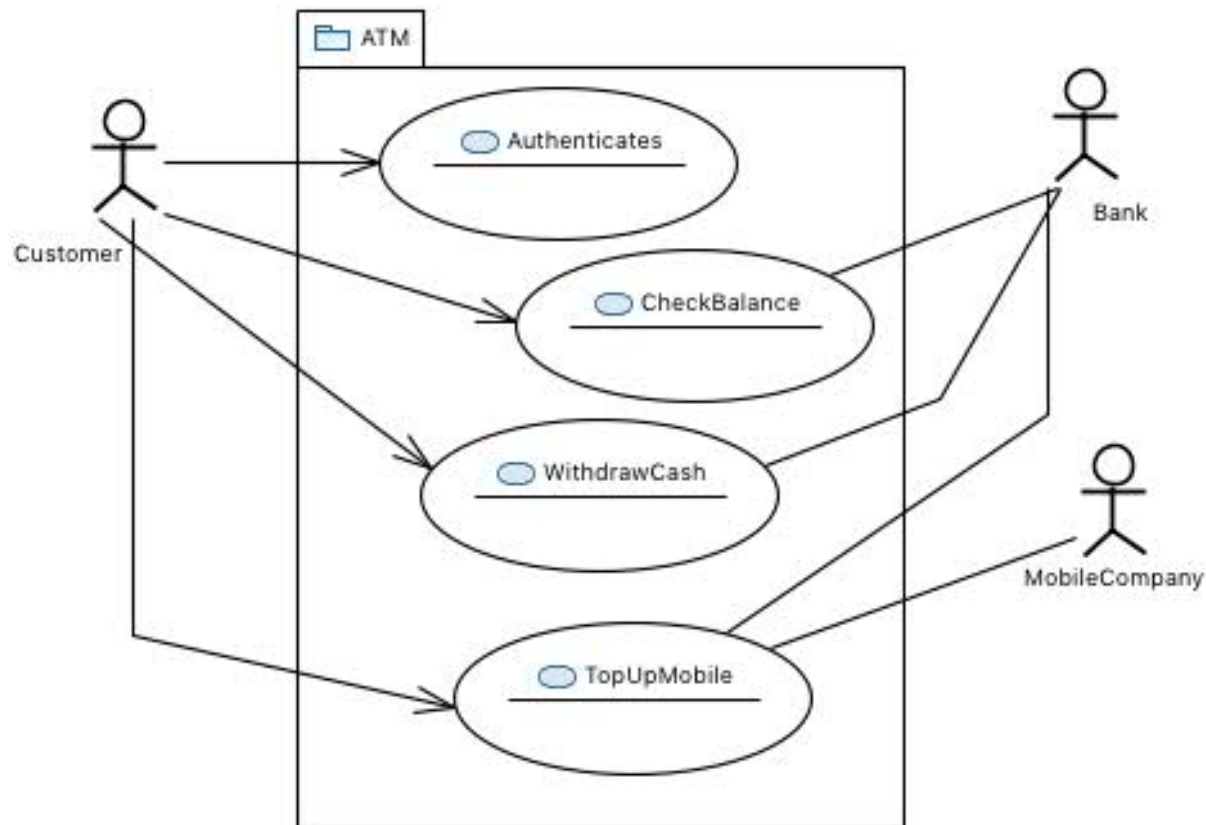 ATM
Authenticates
Customer
Bank
CheckBalance
WithdrawCash
MobileCompany
TopUpMobile